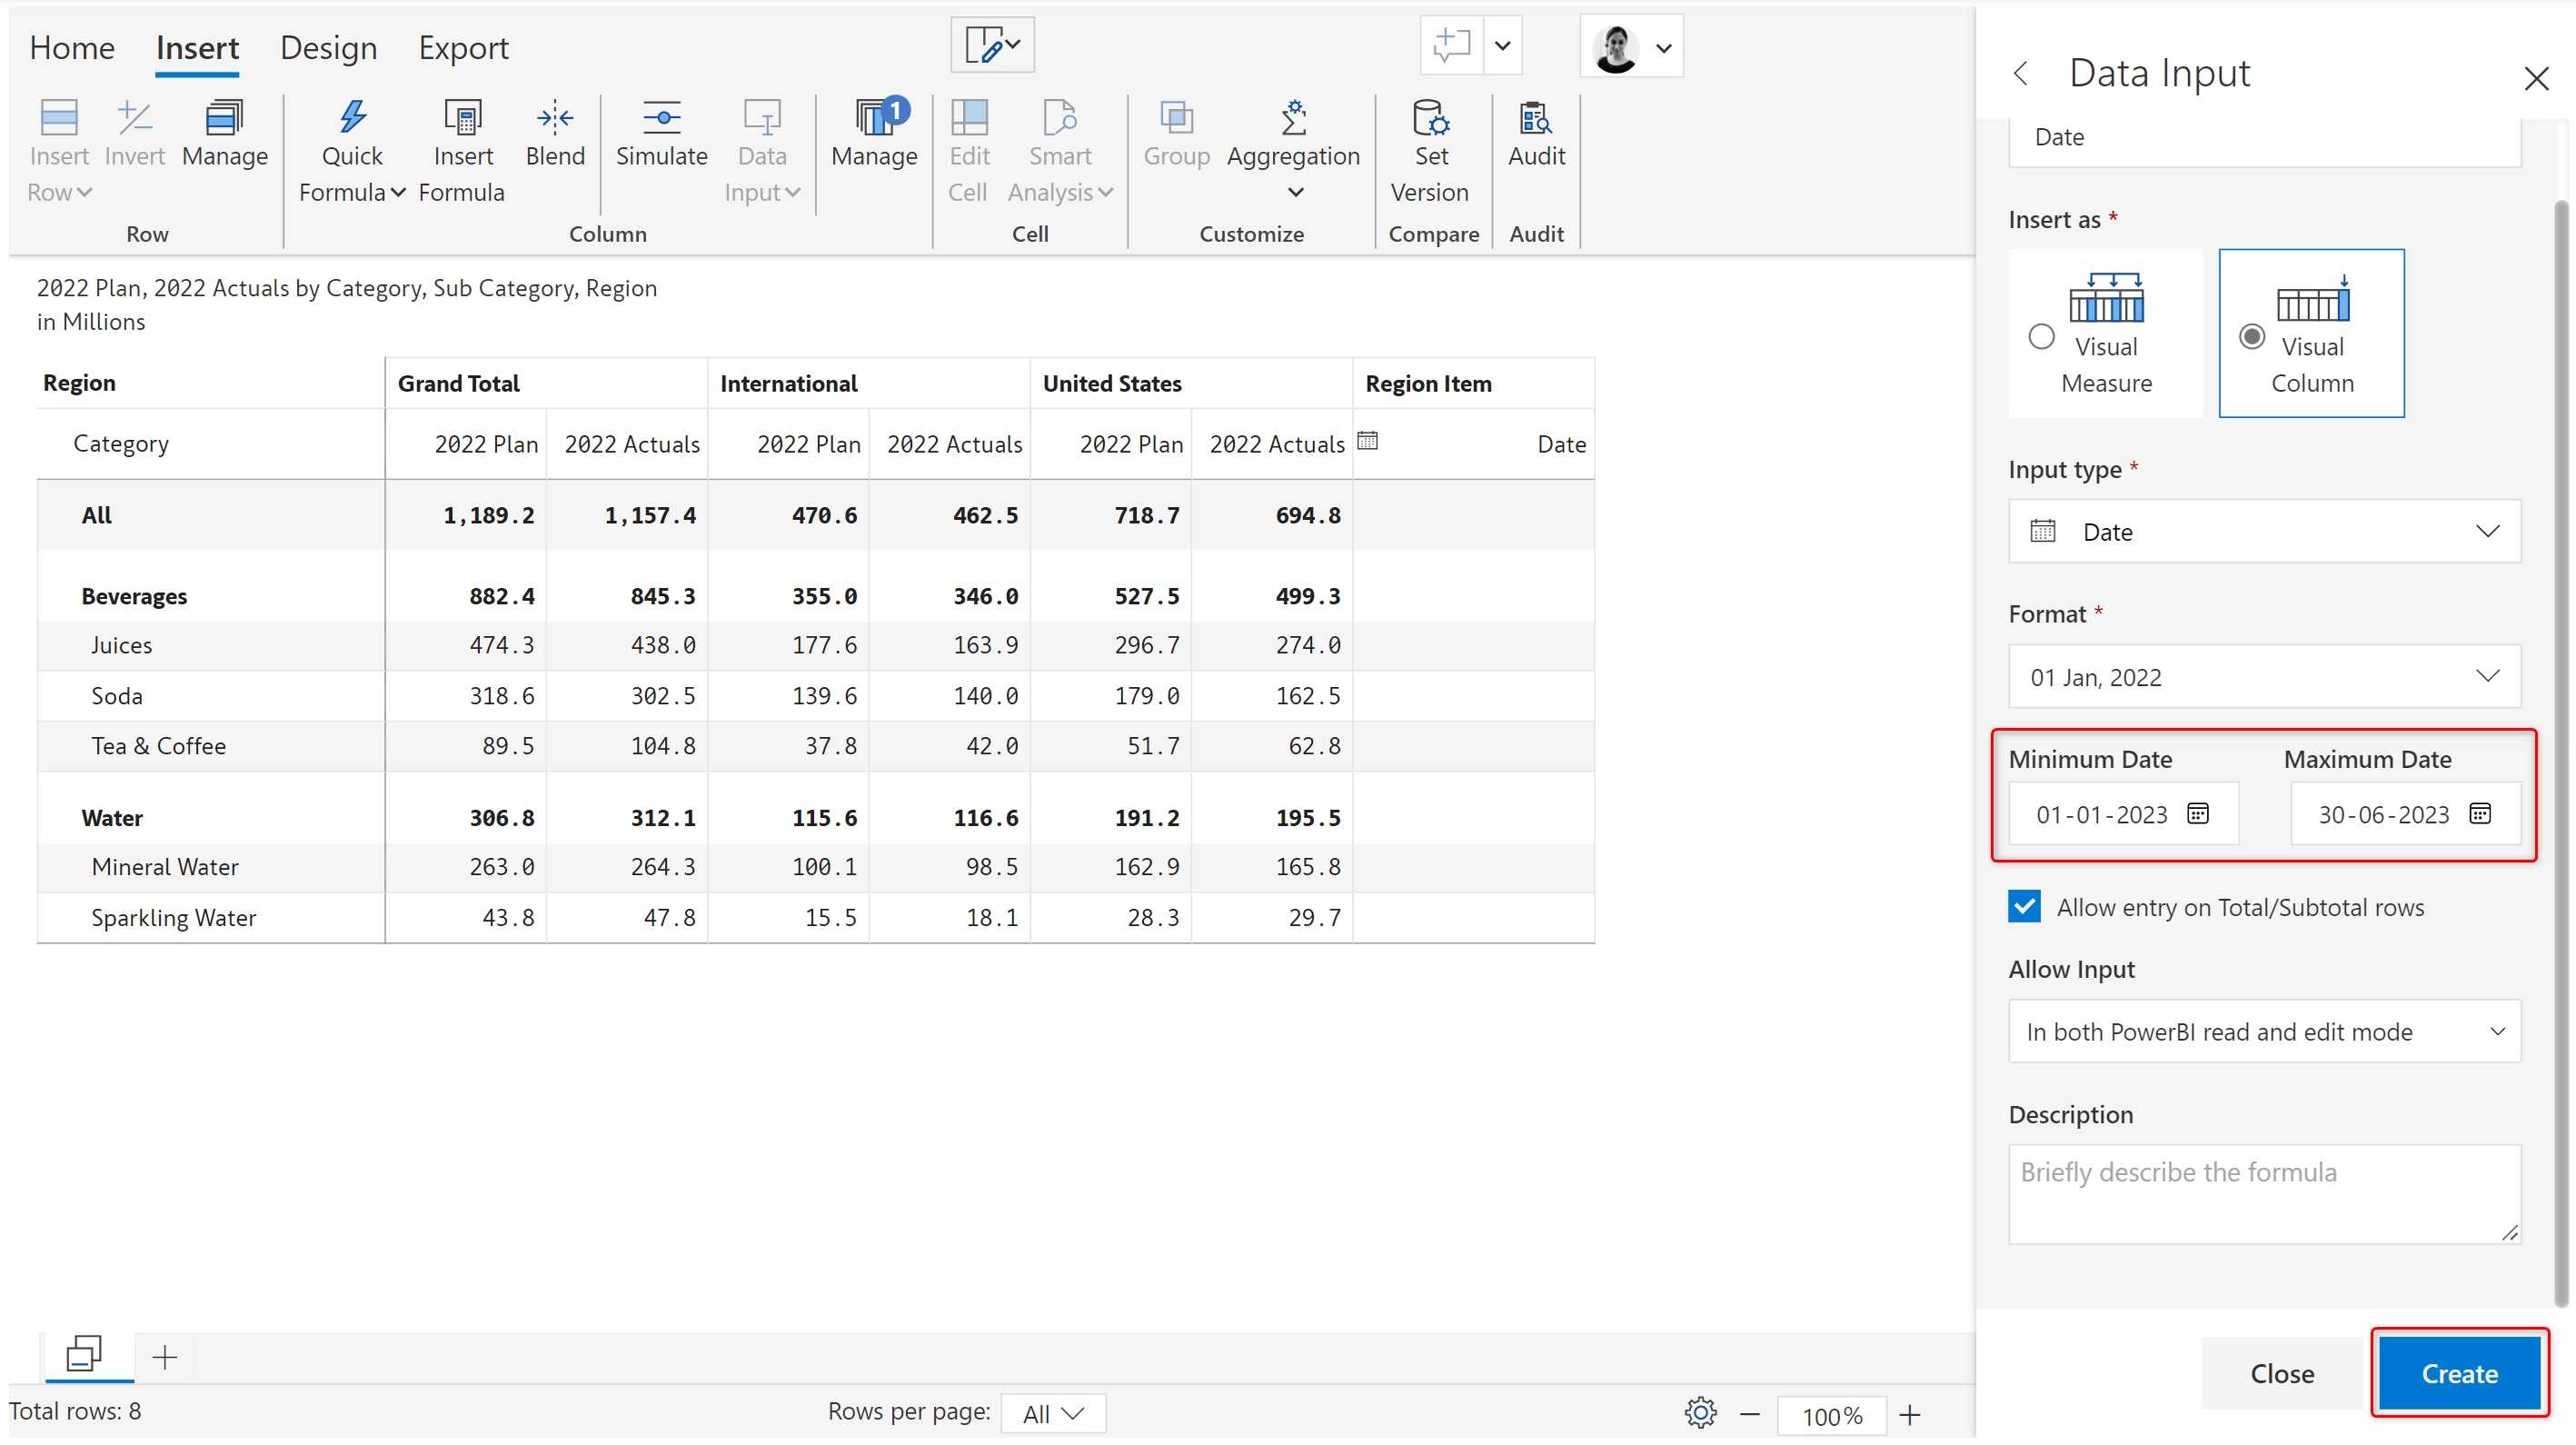 Home Insert Design Export
Insert Row
Invert
Manage
Quick Formula
Insert Formula
Blend
Simulate
Data Input
Manage
1
Edit Cell
Smart Analysis
Group
Aggregation
Set Version
Audit
Row Column Cell Customize Compare Audit
2022 Plan, 2022 Actuals by Category, Sub Category, Region
in Millions
Region Grand Total International United States Region Item
Category 2022 Plan 2022 Actuals 2022 Plan 2022 Actuals 2022 Plan 2022 Actuals Date
All 1,189.2 1,157.4 470.6 462.5 718.7 694.8
Beverages 882.4 845.3 355.0 346.0 527.5 499.3
Juices 474.3 438.0 177.6 163.9 296.7 274.0
Soda 318.6 302.5 139.6 140.0 179.0 162.5
Tea & Coffee 89.5 104.8 37.8 42.0 51.7 62.8
Water 306.8 312.1 115.6 116.6 191.2 195.5
Mineral Water 263.0 264.3 100.1 98.5 162.9 165.8
Sparkling Water 43.8 47.8 15.5 18.1 28.3 29.7
Total rows: 8
Rows per page: All
100%
Data Input
Date
Insert as *
Visual Measure
Visual Column
Input type *
Date
Format *
01 Jan, 2022
Minimum Date Maximum Date
01-01-2023 30-06-2023
Allow entry on Total/Subtotal rows
Allow Input
In both PowerBI read and edit mode
Description
Briefly describe the formula
Close Create